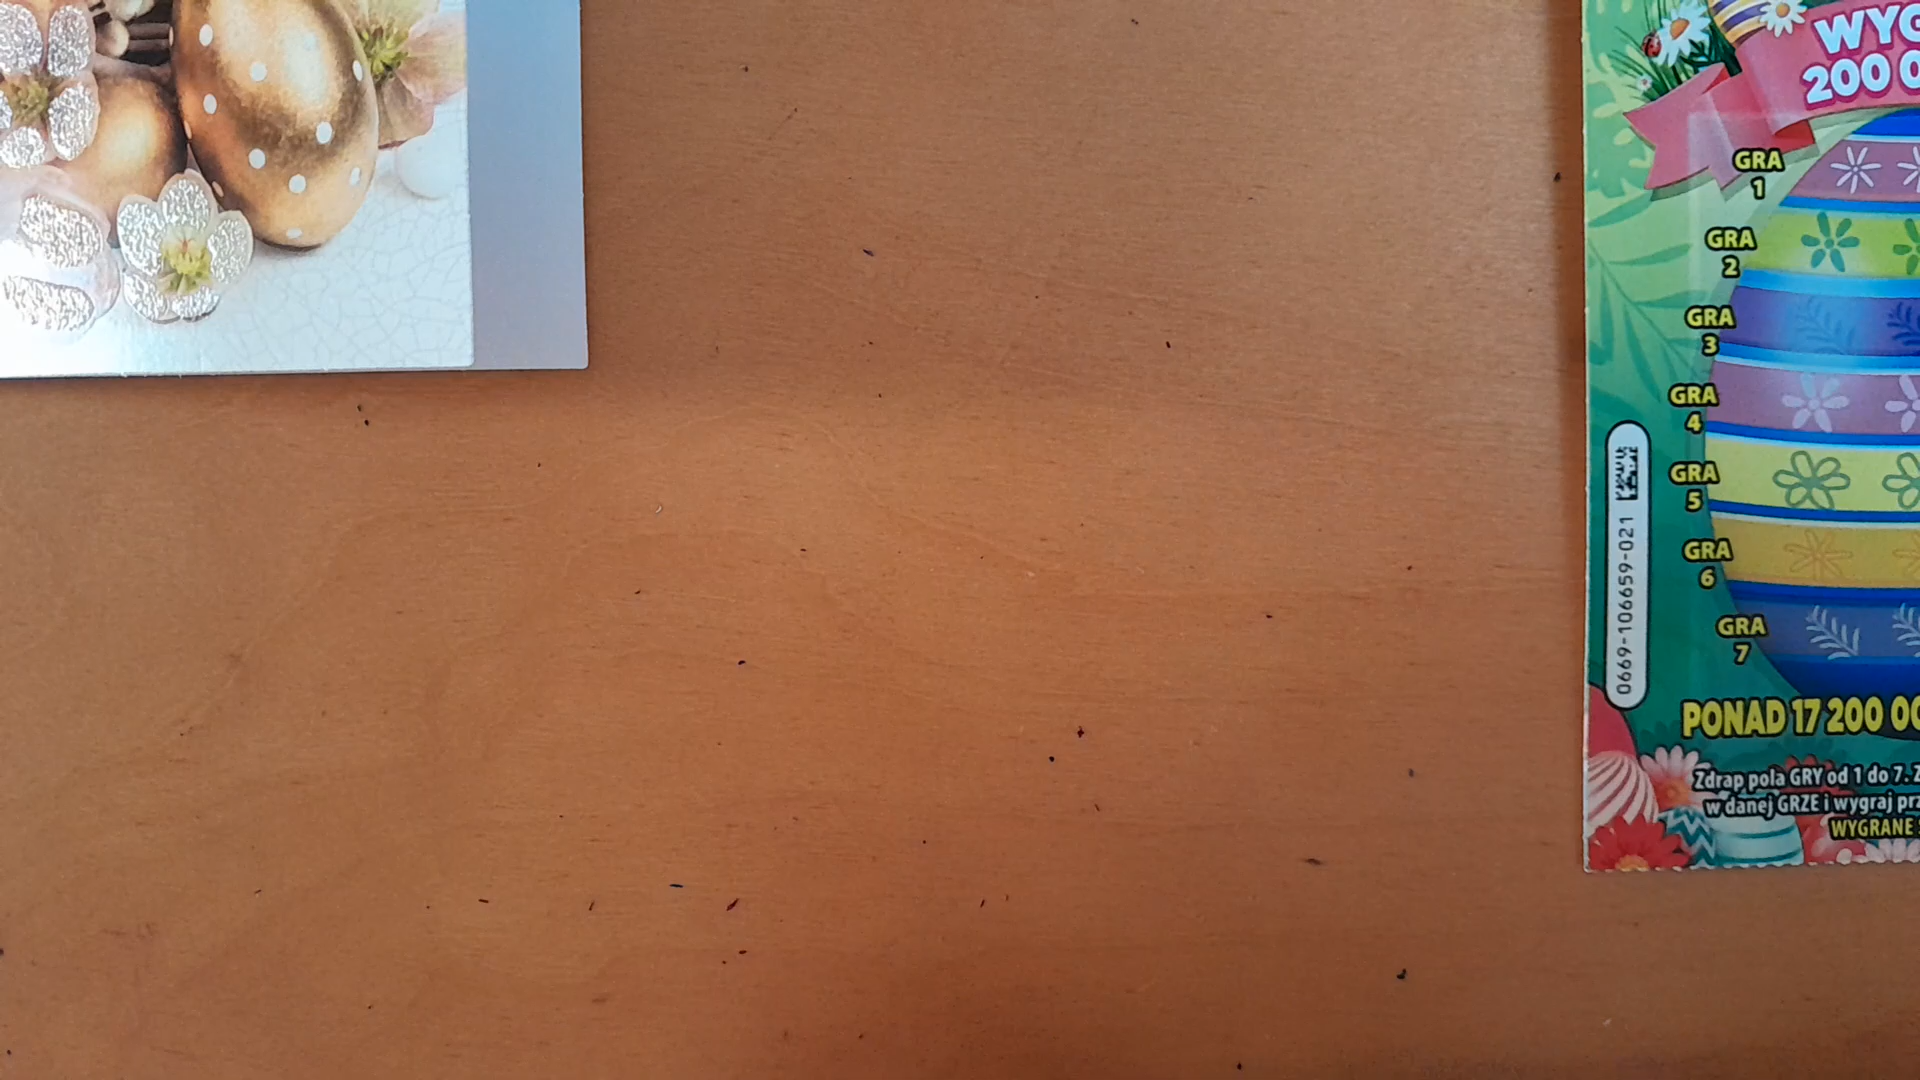 WYG
200 0
GRA
1
GRA
2
GRA
3
GRA
4
GRA
5
GRA
6
GRA
7
0669-106659-021
PONAD 17 200 00
Zdrap pola GRY od 1 do 7. Z
w danej GRZE i wygraj prz
WYGRANE